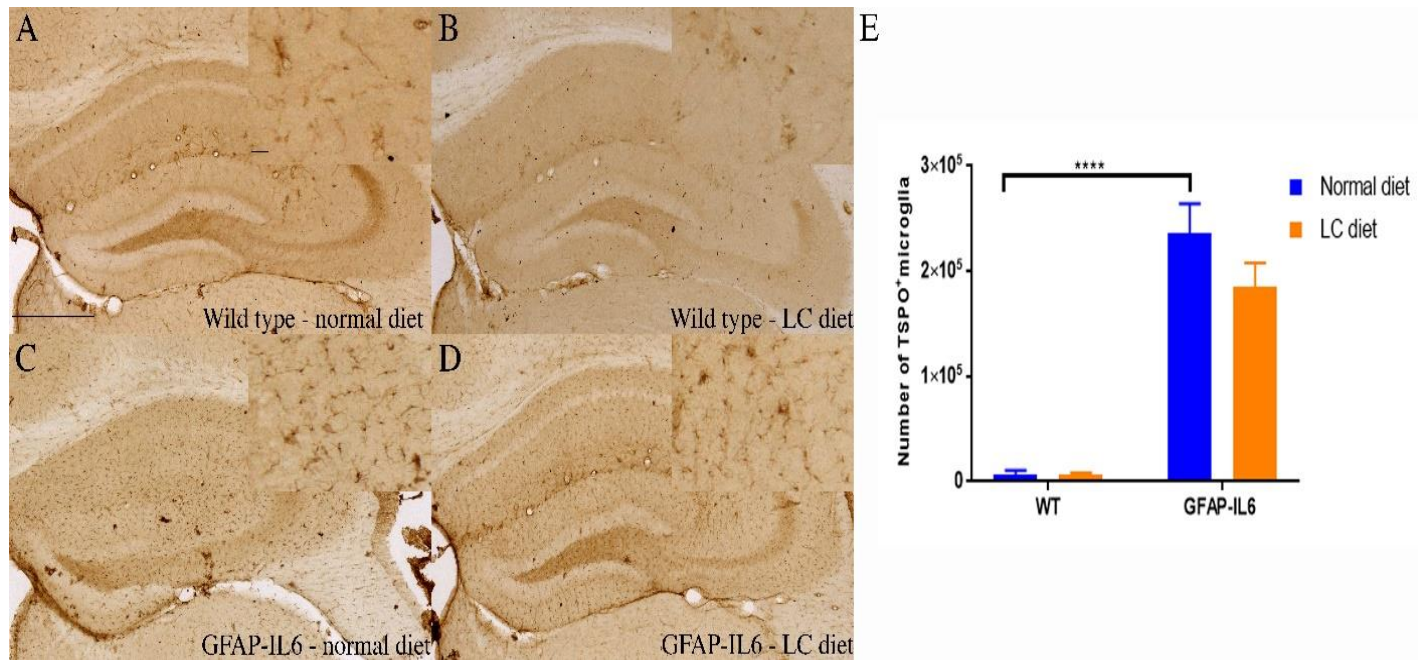 A
B
E
Wild type - normal diet
Wild type - LC diet
C
D
GFAP-IL6 - normal diet
GFAP-IL6 - LC diet
****
Normal diet
LC diet
Number of TSPO⁺microglia
3×10⁵
2×10⁵
1×10⁵
0
WT
GFAP-IL6